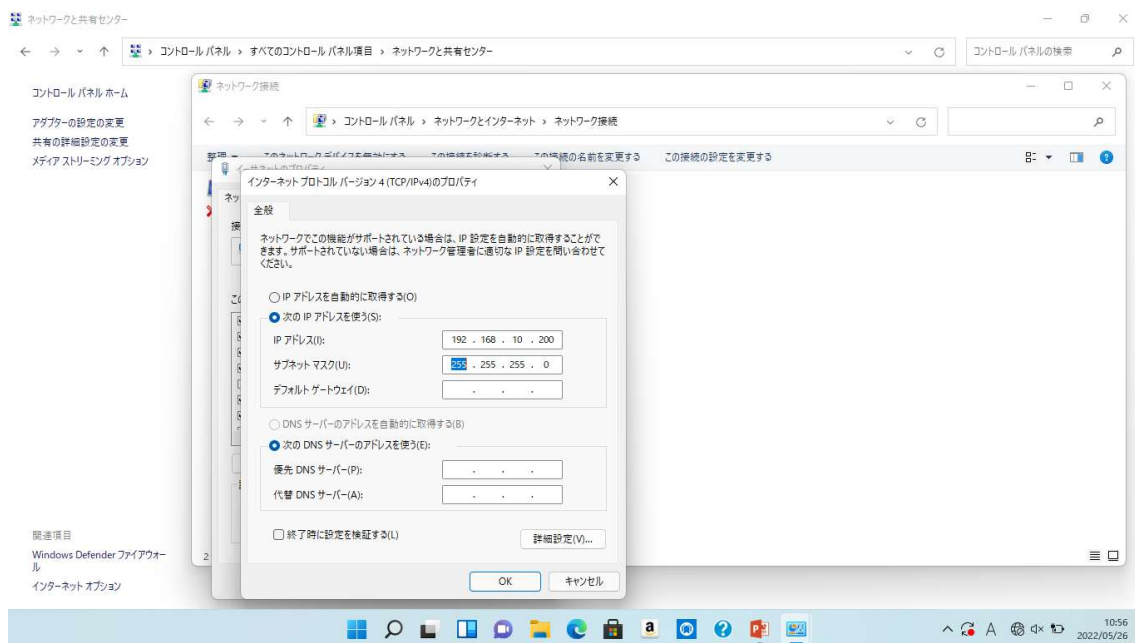 ネットワークと共有センター
コントロール パネル › すべてのコントロール パネル項目 › ネットワークと共有センター
コントロール パネルの検索
コントロール パネル ホーム
アダプターの設定の変更
共有の詳細設定の変更
メディア ストリーミング オプション
ネットワーク接続
コントロール パネル › ネットワークとインターネット › ネットワーク接続
整理 このネットワーク デバイスを無効にする この接続を診断する この接続の名前を変更する この接続の設定を変更する
インターネット プロトコル バージョン 4 (TCP/IPv4)のプロパティ
全般
ネットワークでこの機能がサポートされている場合は、IP 設定を自動的に取得することがで
きます。サポートされていない場合は、ネットワーク管理者に適切な IP 設定を問い合わせて
ください。
IP アドレスを自動的に取得する(O)
次の IP アドレスを使う(S):
IP アドレス(I): 192 . 168 . 10 . 200
サブネット マスク(U): 255 . 255 . 255 . 0
デフォルト ゲートウェイ(D): . . .
DNS サーバーのアドレスを自動的に取得する(B)
次の DNS サーバーのアドレスを使う(E):
優先 DNS サーバー(P): . . .
代替 DNS サーバー(A): . . .
終了時に設定を検証する(L)
詳細設定(V)...
OK キャンセル
関連項目
Windows Defender ファイアウォー
ル
インターネット オプション
2
A
10:56
2022/05/26